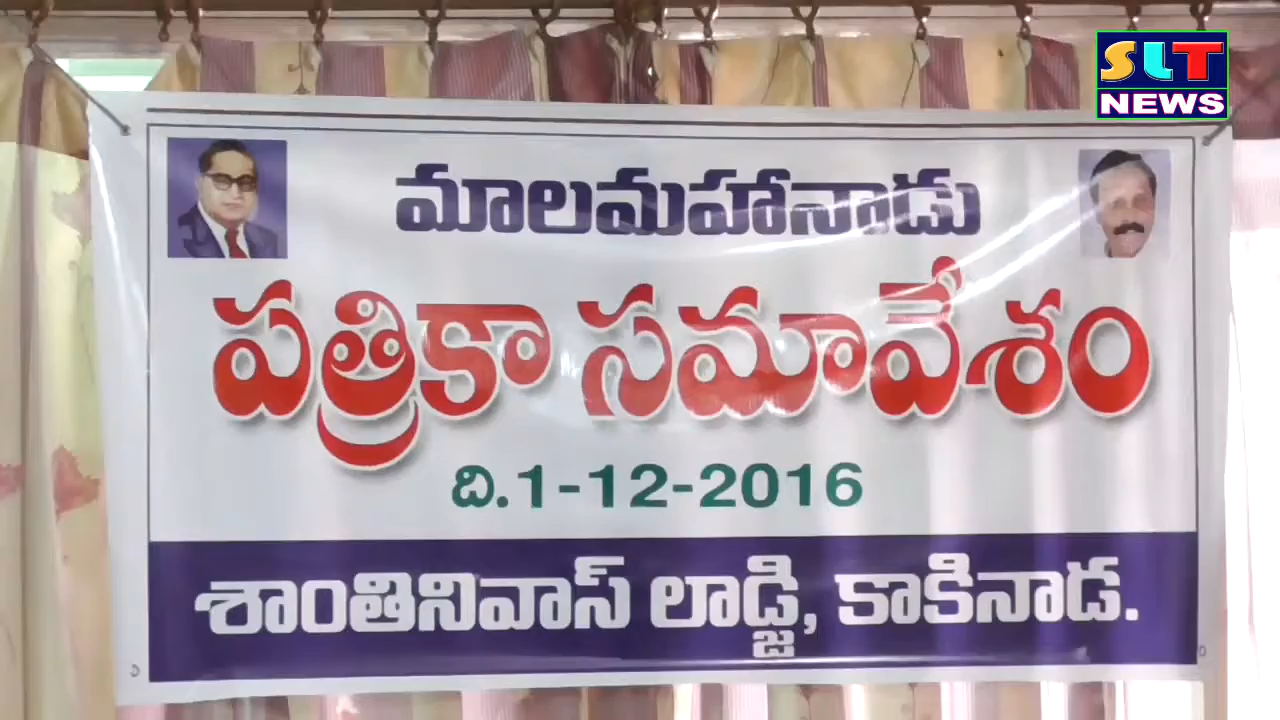 SLT
NEWS
మాలమహానాడు
పత్రికా సమావేశం
ది.1-12-2016
శాంతినివాస్ లాడ్జి, కాకినాడ.